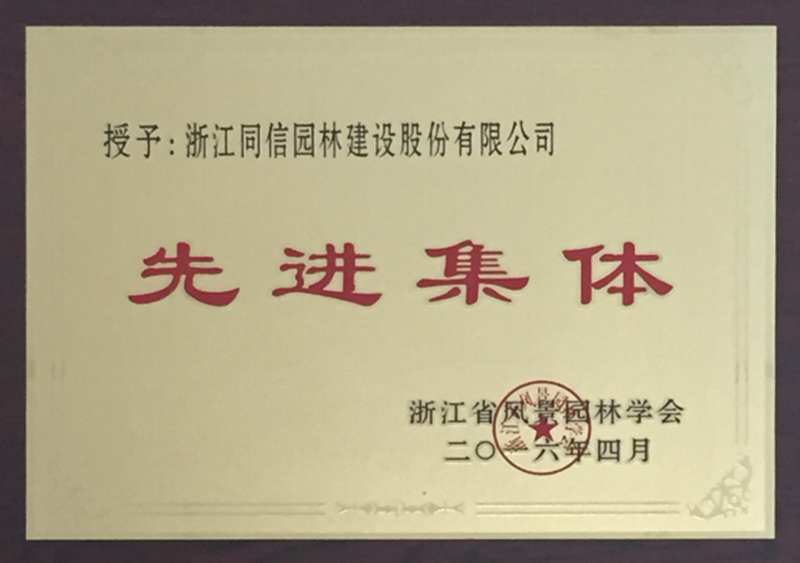 授予:浙江同信园林建设股份有限公司
先进集体
浙江省风景园林学会
二〇一六年四月